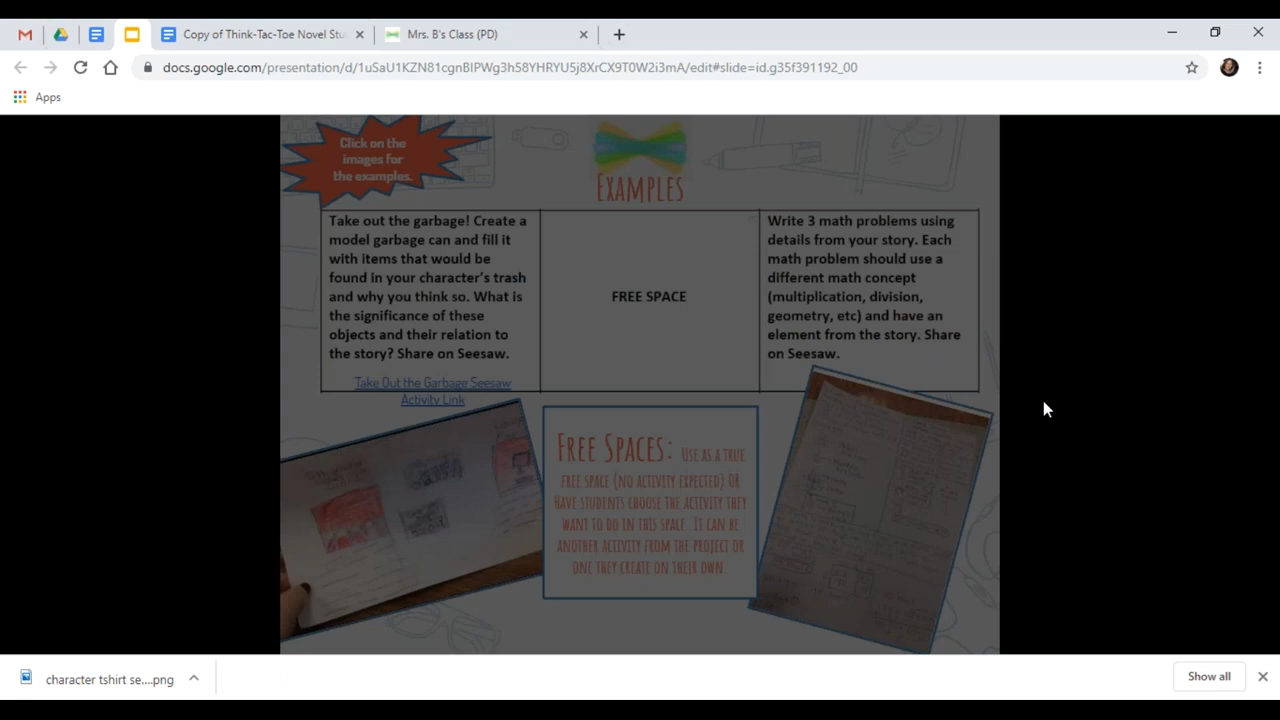 Copy of Think-Tac-Toe Novel Stu
Mrs. B's Class (PD)
docs.google.com/presentation/d/1uSaU1KZN81cgnBIPWg3h58YHRYU5j8XrCX9T0W2i3mA/edit#slide=id.g35f391192_00
Apps
Click on the
images for
the examples.
EXAMPLES
Take out the garbage! Create a
model garbage can and fill it
with items that would be
found in your character's trash
and why you think so. What is
the significance of these
objects and their relation to
the story? Share on Seesaw.
Take Out the Garbage Seesaw
Activity Link
FREE SPACE
Write 3 math problems using
details from your story. Each
math problem should use a
different math concept
(multiplication, division,
geometry, etc) and have an
element from the story. Share
on Seesaw.
FREE SPACES: USE AS A TRUE
FREE SPACE (NO ACTIVITY EXPECTED) OR
HAVE STUDENTS CHOOSE THE ACTIVITY THEY
WANT TO DO IN THIS SPACE. IT CAN BE
ANOTHER ACTIVITY FROM THE PROJECT OR
ONE THEY CREATE ON THEIR OWN
character tshirt se....png
Show all